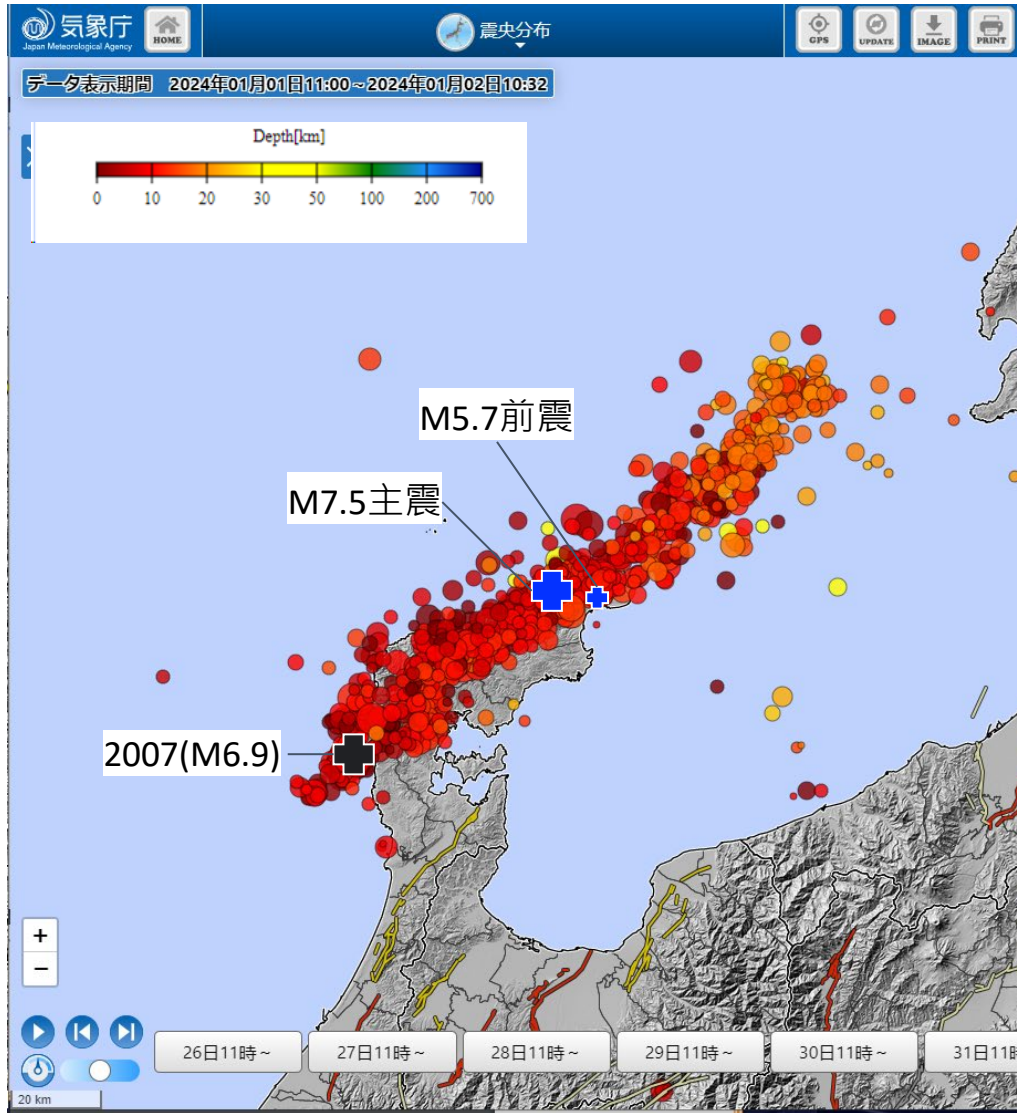 気象庁
Japan Meteorological Agency
HOME
震央分布
GPS
UPDATE
IMAGE
PRINT
データ表示期間 2024年01月01日11:00～2024年01月02日10:32
Depth[km]
0 10 20 30 50 100 200 700
M5.7前震
M7.5主震
2007(M6.9)
+
−
26日11時～
27日11時～
28日11時～
29日11時～
30日11時～
31日11
20 km